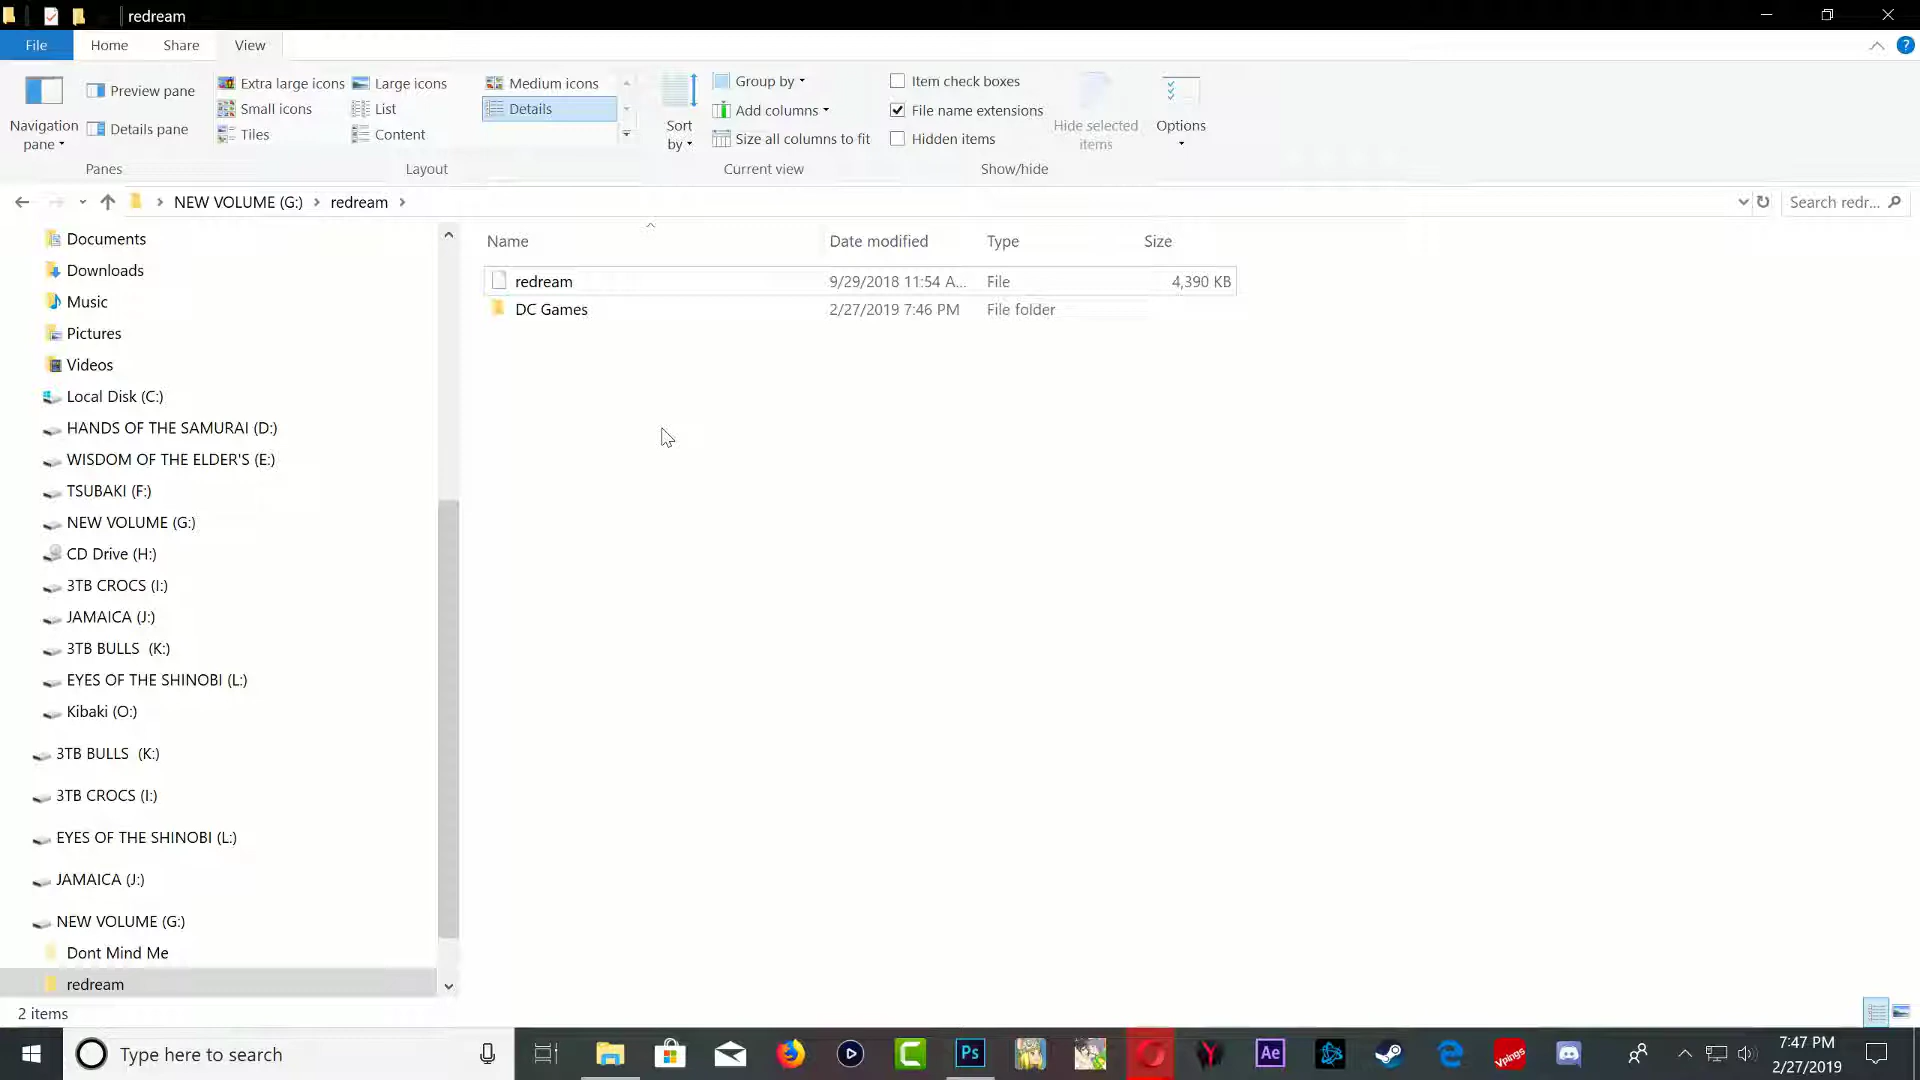 redream
File Home Share View
Navigation pane
Preview pane
Details pane
Panes
Extra large icons Large icons Medium icons
Small icons List Details
Tiles Content
Layout
Sort by
Group by
Add columns
Size all columns to fit
Current view
Item check boxes
File name extensions
Hidden items
Show/hide
Hide selected items
Options
NEW VOLUME (G:) redream
Search redr...
Name Date modified Type Size
redream 9/29/2018 11:54 A... File 4,390 KB
DC Games 2/27/2019 7:46 PM File folder
Documents
Downloads
Music
Pictures
Videos
Local Disk (C:)
HANDS OF THE SAMURAI (D:)
WISDOM OF THE ELDER'S (E:)
TSUBAKI (F:)
NEW VOLUME (G:)
CD Drive (H:)
3TB CROCS (I:)
JAMAICA (J:)
3TB BULLS (K:)
EYES OF THE SHINOBI (L:)
Kibaki (O:)
3TB BULLS (K:)
3TB CROCS (I:)
EYES OF THE SHINOBI (L:)
JAMAICA (J:)
NEW VOLUME (G:)
Dont Mind Me
redream
2 items
Type here to search
Ps
Ae
Vpings
7:47 PM
2/27/2019